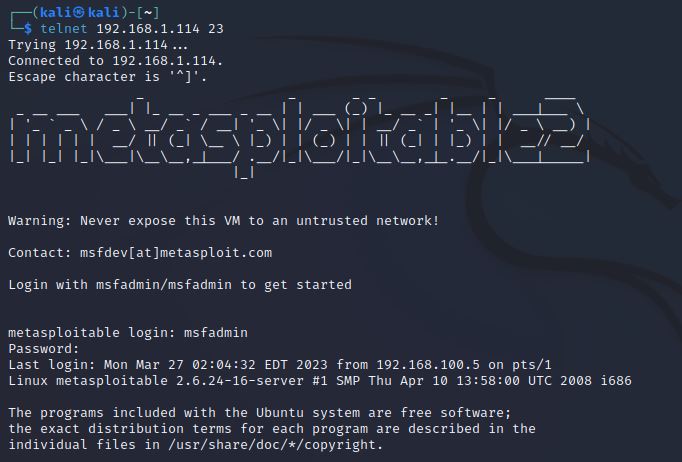 (kali㉿kali)-[~]
$ telnet 192.168.1.114 23
Trying 192.168.1.114...
Connected to 192.168.1.114.
Escape character is '^]'.
metasploitable2
Warning: Never expose this VM to an untrusted network!
Contact: msfdev[at]metasploit.com
Login with msfadmin/msfadmin to get started
metasploitable login: msfadmin
Password:
Last login: Mon Mar 27 02:04:32 EDT 2023 from 192.168.100.5 on pts/1
Linux metasploitable 2.6.24-16-server #1 SMP Thu Apr 10 13:58:00 UTC 2008 i686
The programs included with the Ubuntu system are free software;
the exact distribution terms for each program are described in the
individual files in /usr/share/doc/*/copyright.